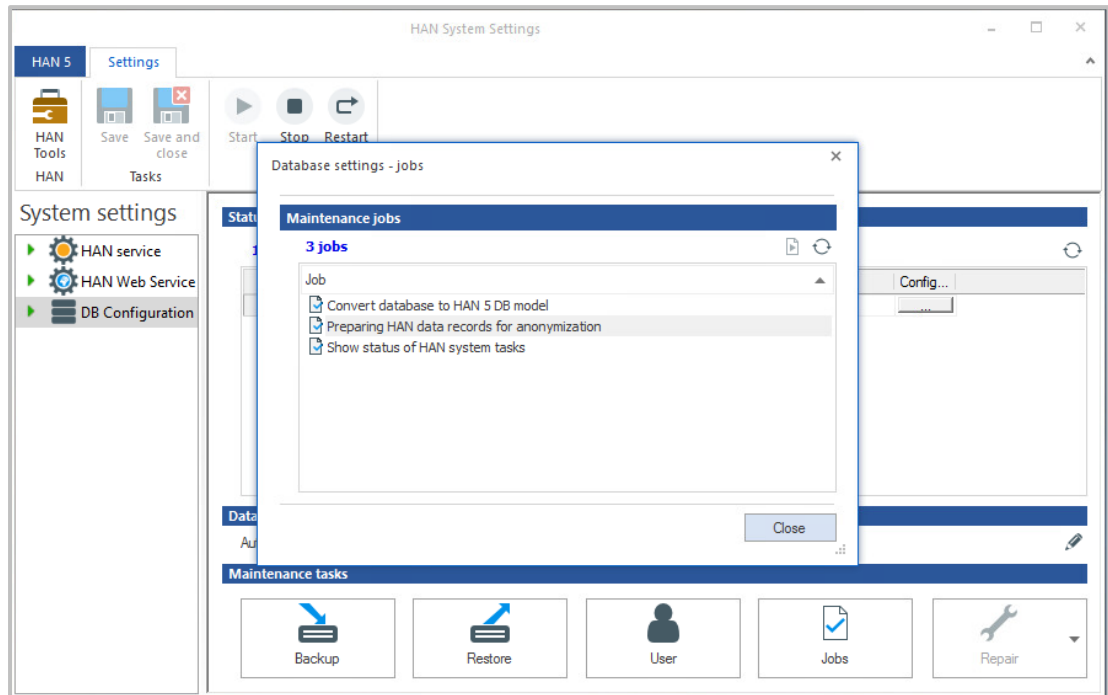 HAN System Settings
HAN 5
Settings
HAN Tools
Save
Save and close
Start
Stop
Restart
HAN
Tasks
System settings
HAN service
HAN Web Service
DB Configuration
Database settings - jobs
Maintenance jobs
3 jobs
Job
Convert database to HAN 5 DB model
Preparing HAN data records for anonymization
Show status of HAN system tasks
Close
Config...
...
Data
Maintenance tasks
Backup
Restore
User
Jobs
Repair